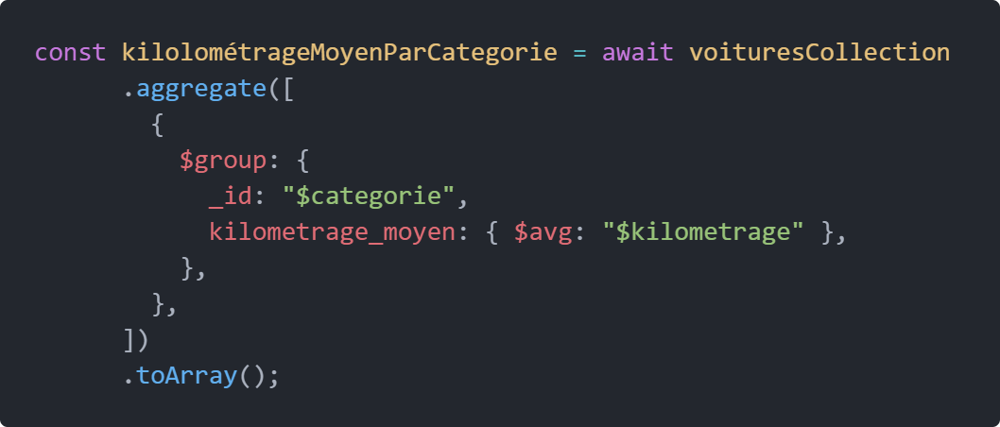 const kilolométrageMoyenParCategorie = await voituresCollection
.aggregate([
{
$group: {
_id: "$categorie",
kilometrage_moyen: { $avg: "$kilometrage" },
},
},
])
.toArray();